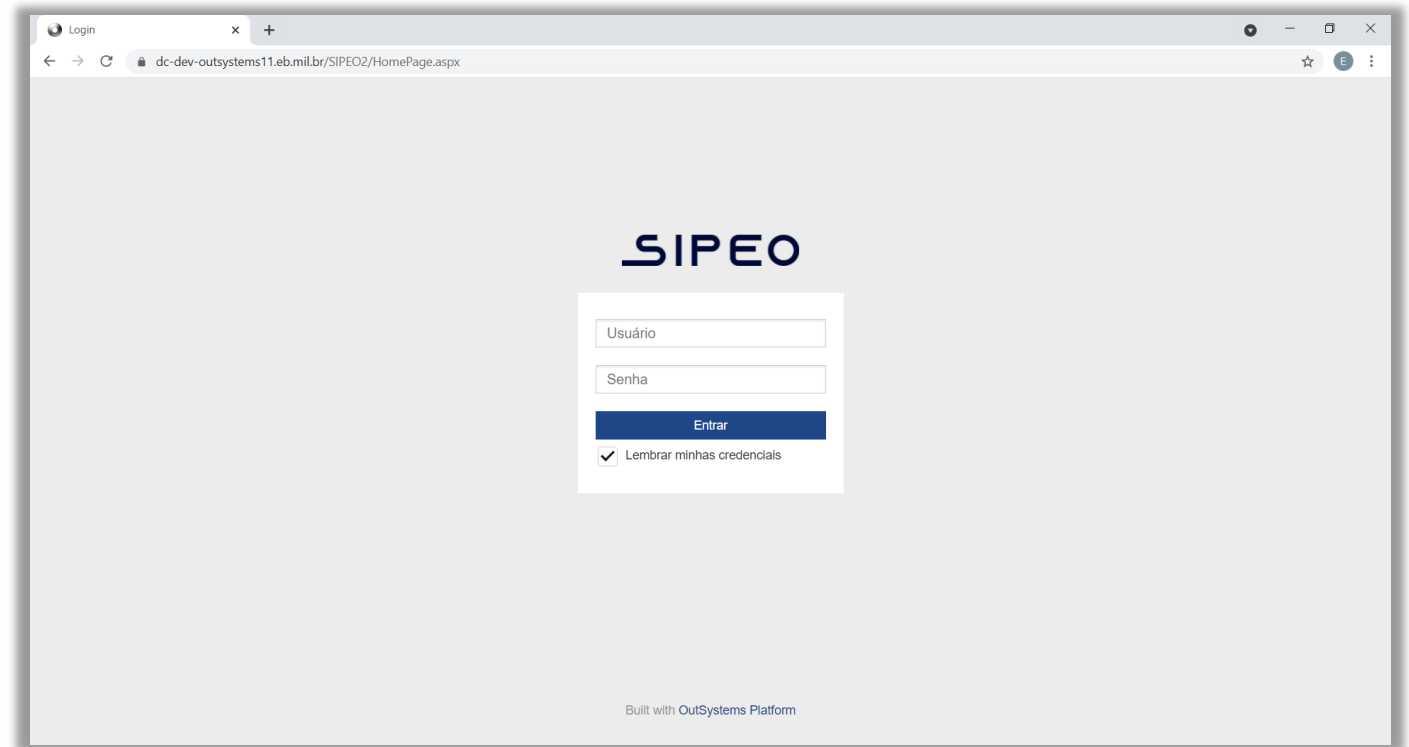 Login
dc-dev-outsystems11.eb.mil.br/SIPEO2/HomePage.aspx
E
SIPEO
Usuário
Senha
Entrar
Lembrar minhas credenciais
Built with OutSystems Platform